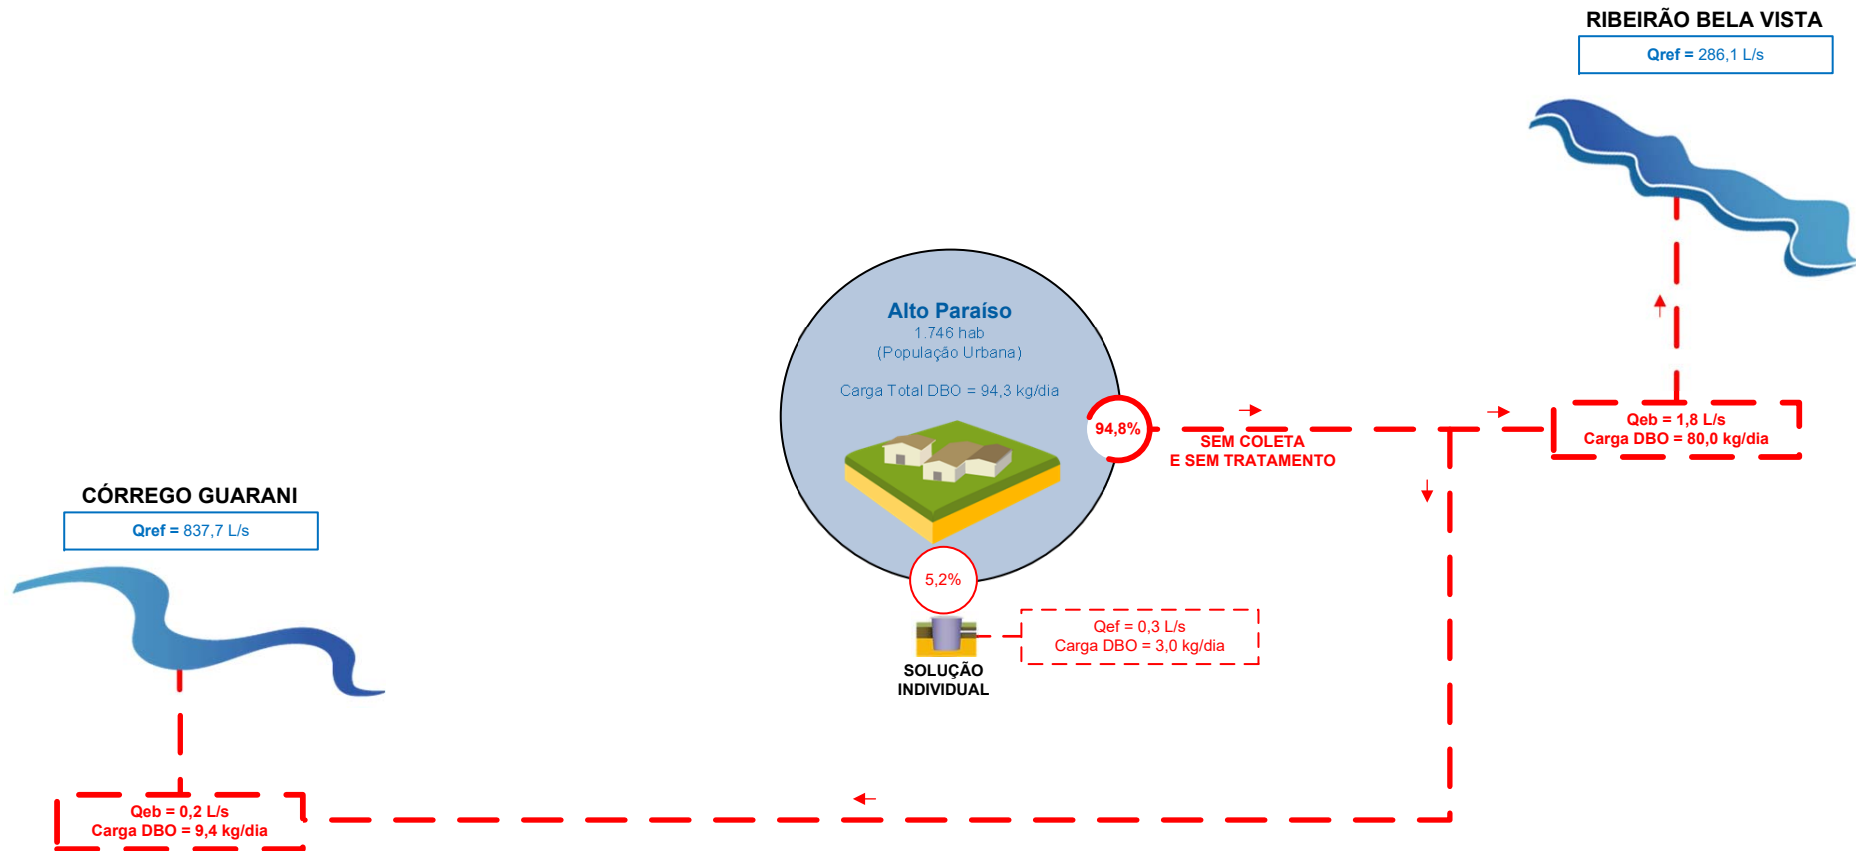 RIBEIRÃO BELA VISTA
Qref = 286,1 L/s
Alto Paraíso
1.746 hab
(População Urbana)
Carga Total DBO = 94,3 kg/dia
94,8%
SEM COLETA
E SEM TRATAMENTO
Qeb = 1,8 L/s
Carga DBO = 80,0 kg/dia
CÓRREGO GUARANI
Qref = 837,7 L/s
5,2%
Qef = 0,3 L/s
Carga DBO = 3,0 kg/dia
SOLUÇÃO
INDIVIDUAL
Qeb = 0,2 L/s
Carga DBO = 9,4 kg/dia